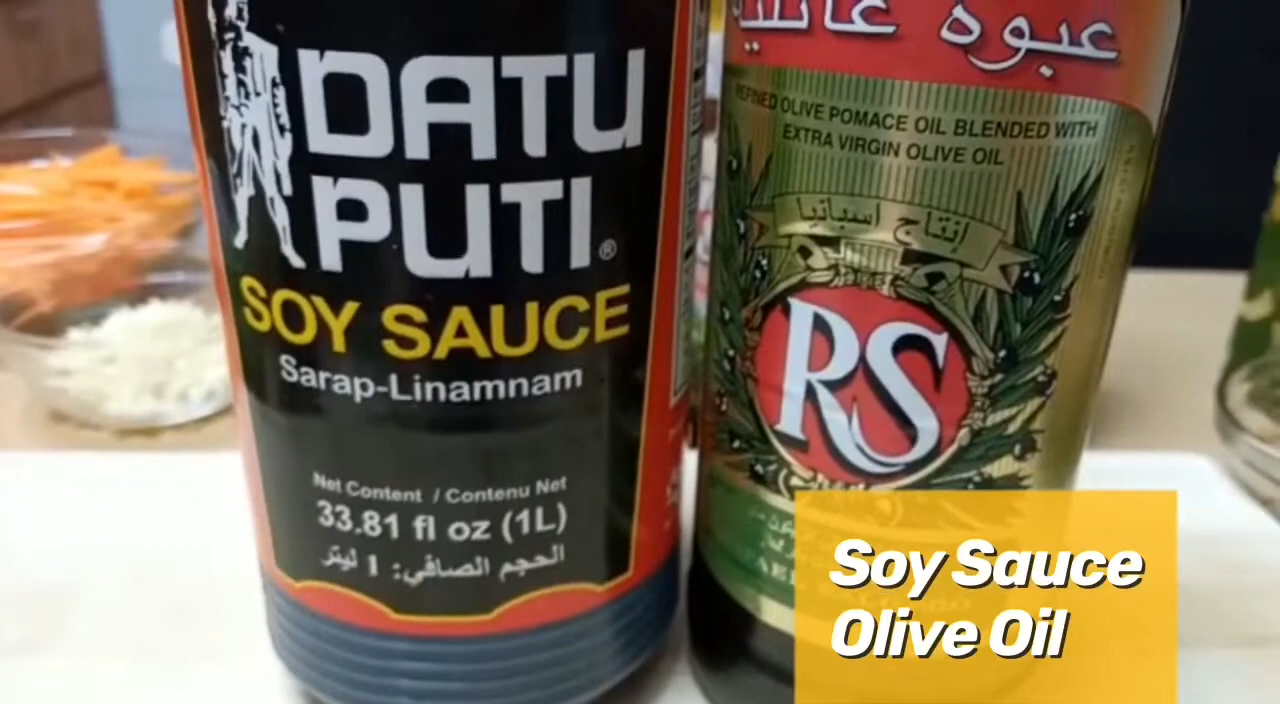 DATU
PUTI®
SOY SAUCE
Sarap-Linamnam
Net Content / Contenu Net
33.81 fl oz (1L)
الحجم الصافي: 1 ليتر
عبوة عائلية
REFINED OLIVE POMACE OIL BLENDED WITH
EXTRA VIRGIN OLIVE OIL
إنتاج اسبانيا
RS
Soy Sauce
Olive Oil